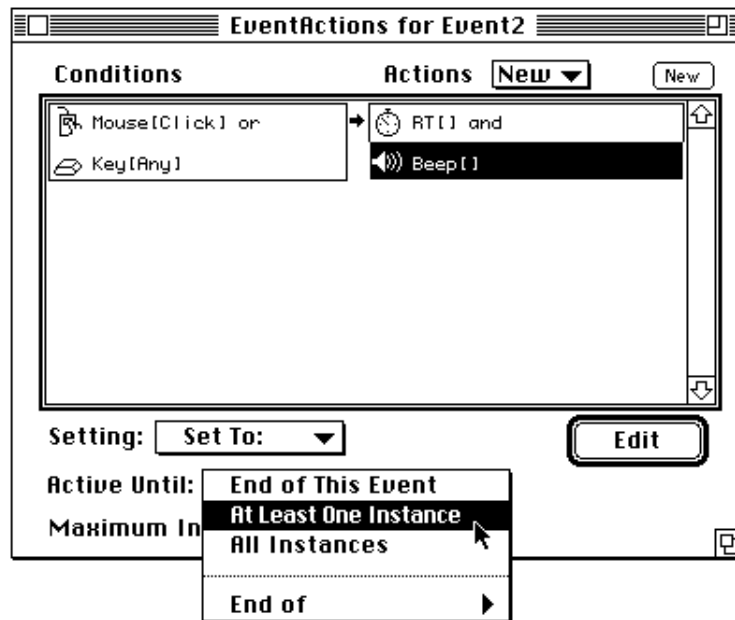 EventActions for Event2
Conditions Actions New New
Mouse[Click] or RT[] and
Key[Any] Beep[]
Setting: Set To: Edit
Active Until: End of This Event
At Least One Instance
Maximum In
All Instances
End of